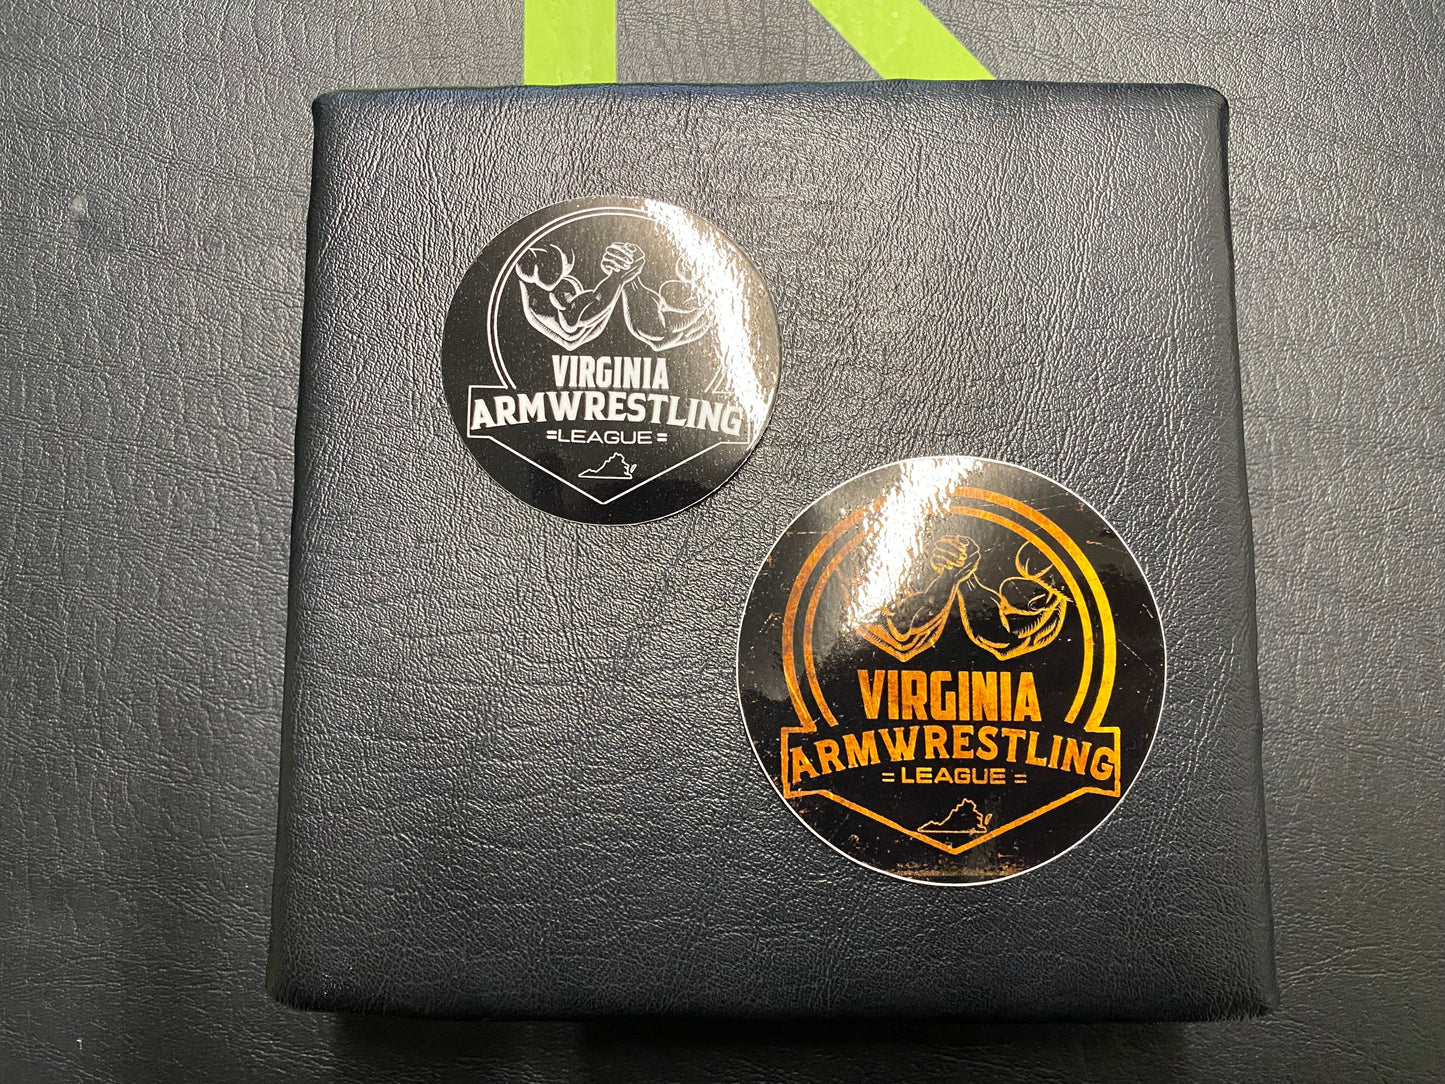 VIRGINIA
ARMWRESTLING
=LEAGUE=
VIRGINIA
ARMWRESTLING
= LEAGUE =